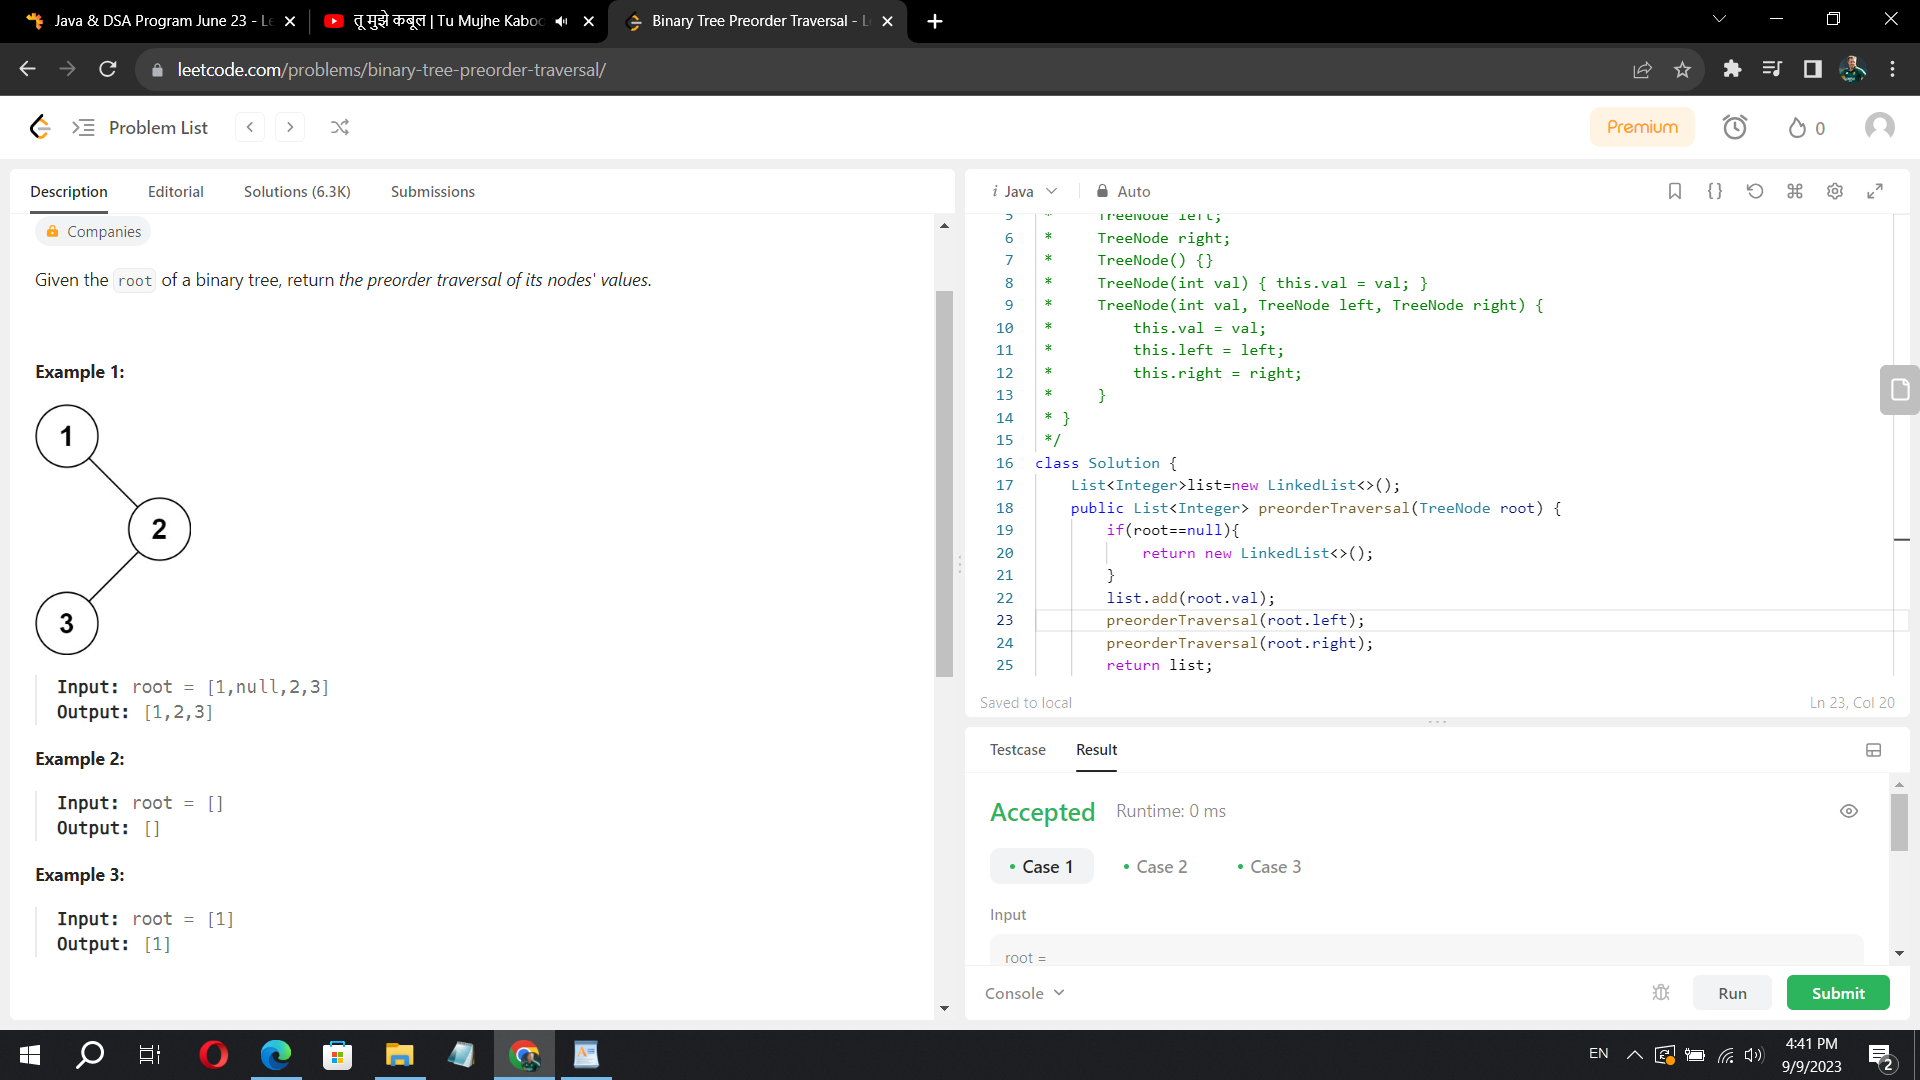 Java & DSA Program June 23 - Le
तू मुझे कबूल | Tu Mujhe Kaboo
Binary Tree Preorder Traversal - L
leetcode.com/problems/binary-tree-preorder-traversal/
Problem List
Premium
0
Description
Editorial
Solutions (6.3K)
Submissions
Companies
Given the root of a binary tree, return the preorder traversal of its nodes' values.
Example 1:
1
2
3
Input: root = [1,null,2,3]
Output: [1,2,3]
Example 2:
Input: root = []
Output: []
Example 3:
Input: root = [1]
Output: [1]
i Java
Auto
5 * TreeNode left;
6 * TreeNode right;
7 * TreeNode() {}
8 * TreeNode(int val) { this.val = val; }
9 * TreeNode(int val, TreeNode left, TreeNode right) {
10 * this.val = val;
11 * this.left = left;
12 * this.right = right;
13 * }
14 * }
15 */
16 class Solution {
17 List<Integer>list=new LinkedList<>();
18 public List<Integer> preorderTraversal(TreeNode root) {
19 if(root==null){
20 return new LinkedList<>();
21 }
22 list.add(root.val);
23 preorderTraversal(root.left);
24 preorderTraversal(root.right);
25 return list;
Saved to local
Ln 23, Col 20
Testcase
Result
Accepted
Runtime: 0 ms
• Case 1
• Case 2
• Case 3
Input
root =
Console
Run
Submit
EN
4:41 PM
9/9/2023
2